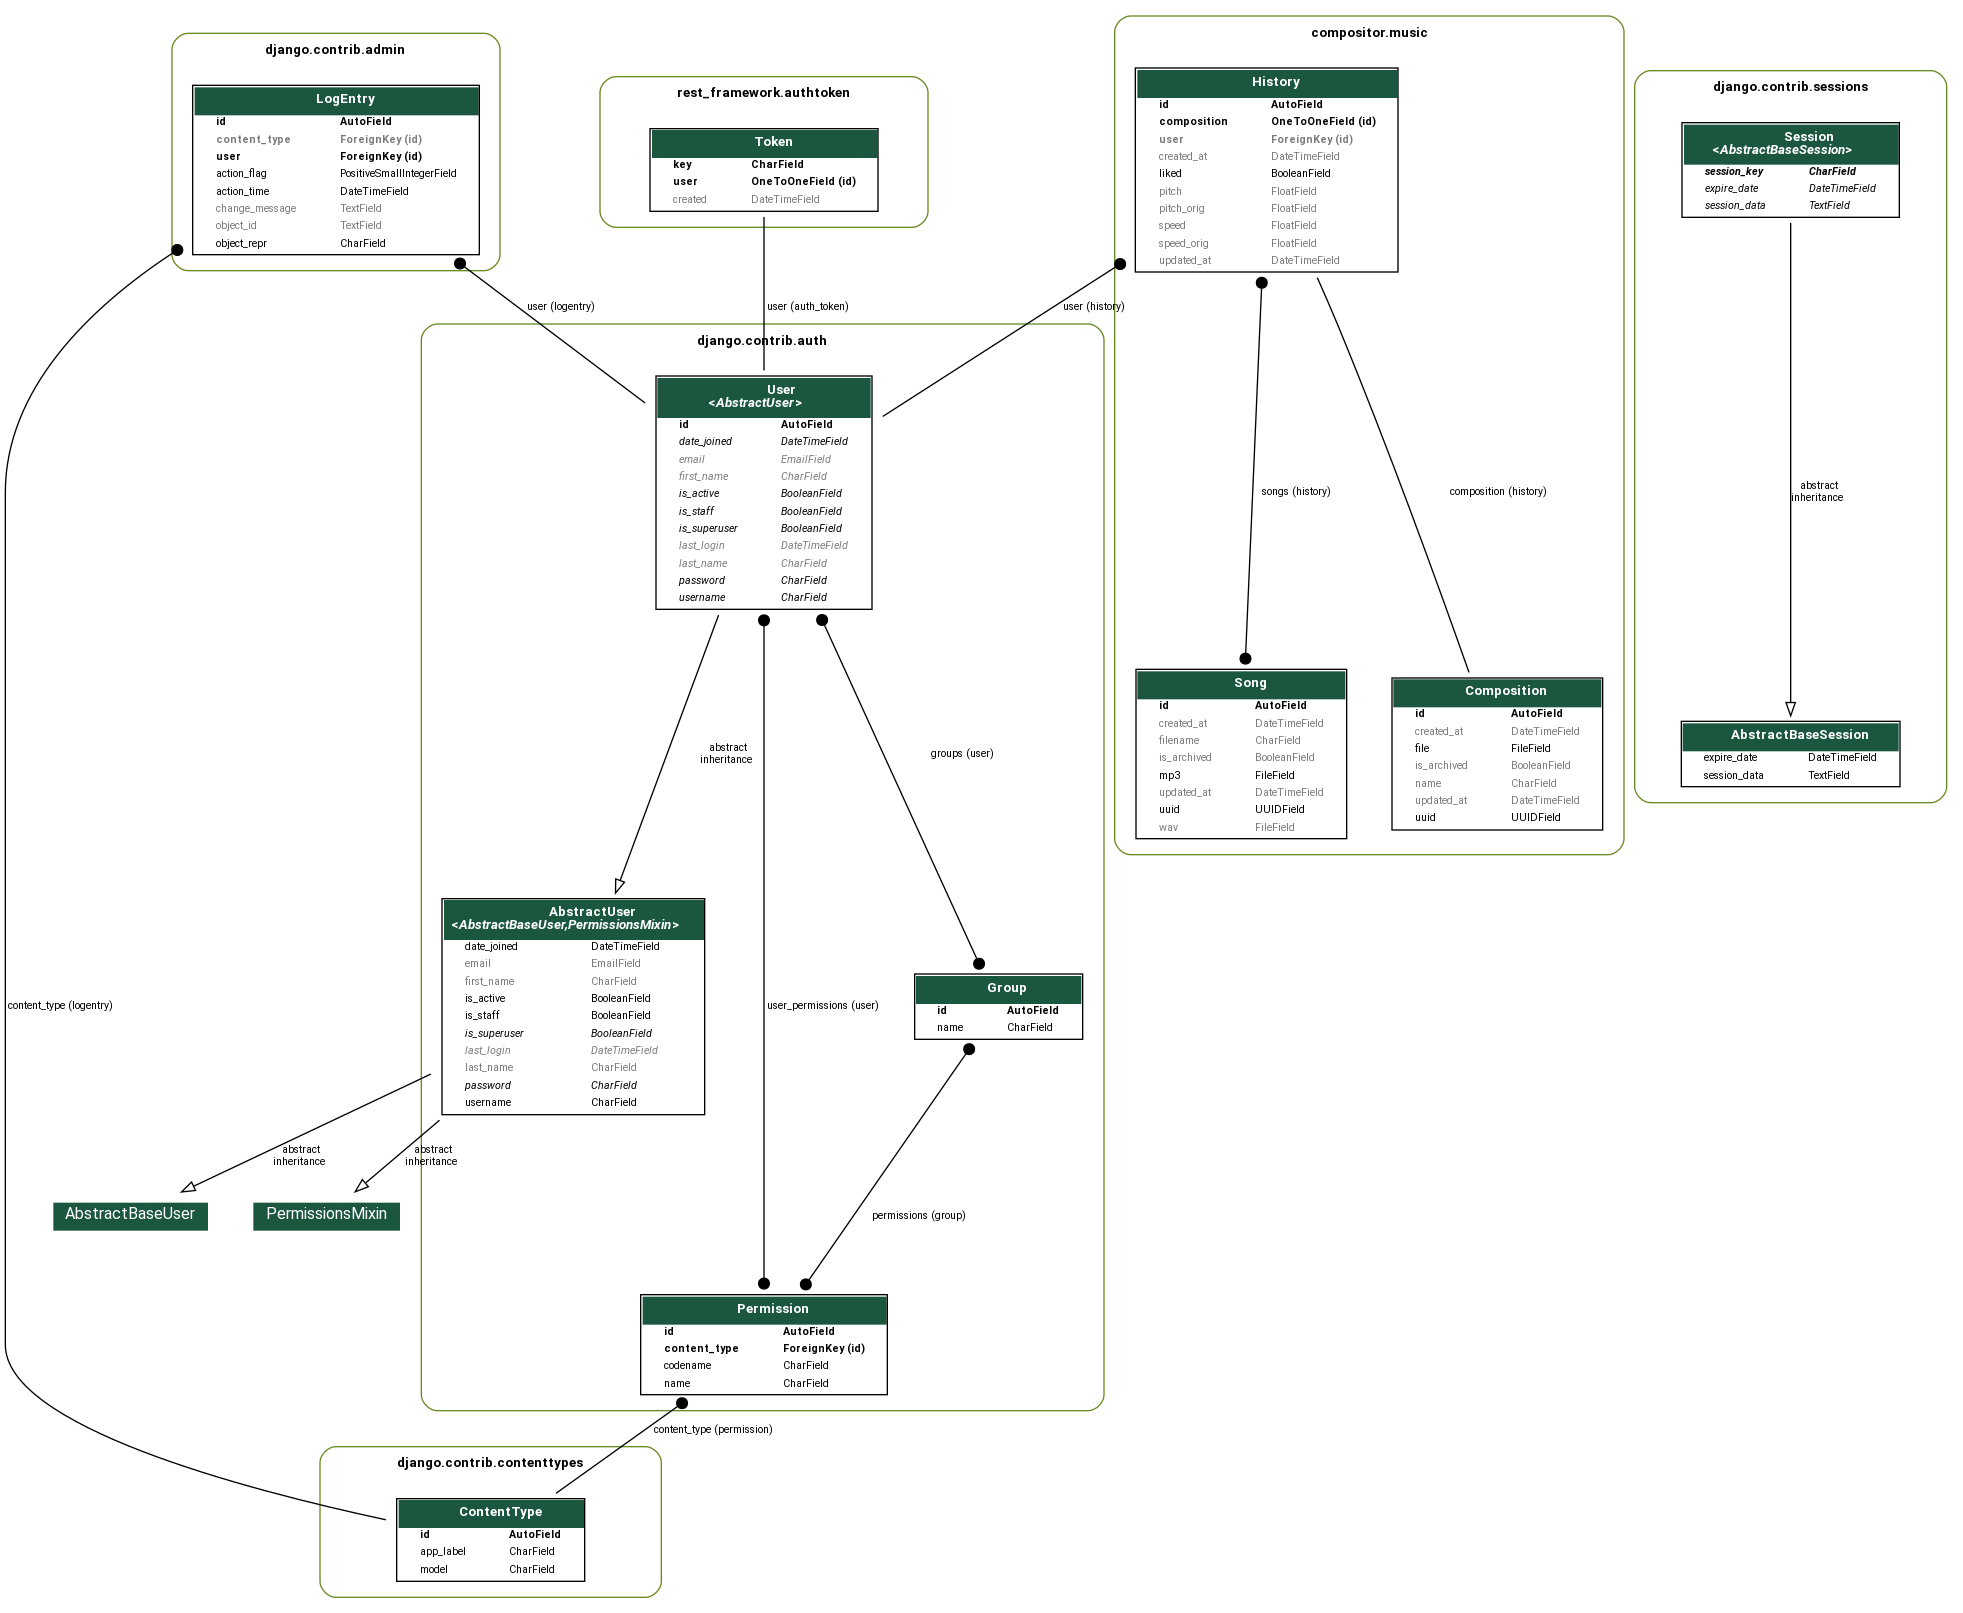 django.contrib.admin
LogEntry
id AutoField
content_type ForeignKey (id)
user ForeignKey (id)
action_flag PositiveSmallIntegerField
action_time DateTimeField
change_message TextField
object_id TextField
object_repr CharField
rest_framework.authtoken
Token
key CharField
user OneToOneField (id)
created DateTimeField
compositor.music
History
id AutoField
composition OneToOneField (id)
user ForeignKey (id)
created_at DateTimeField
liked BooleanField
pitch FloatField
pitch_orig FloatField
speed FloatField
speed_orig FloatField
updated_at DateTimeField
django.contrib.sessions
Session
<AbstractBaseSession>
session_key CharField
expire_date DateTimeField
session_data TextField
user (logentry)
user (auth_token)
user (history)
django.contrib.auth
User
<AbstractUser>
id AutoField
date_joined DateTimeField
email EmailField
first_name CharField
is_active BooleanField
is_staff BooleanField
is_superuser BooleanField
last_login DateTimeField
last_name CharField
password CharField
username CharField
songs (history)
composition (history)
abstract
inheritance
Song
id AutoField
created_at DateTimeField
filename CharField
is_archived BooleanField
mp3 FileField
updated_at DateTimeField
uuid UUIDField
wav FileField
Composition
id AutoField
created_at DateTimeField
file FileField
is_archived BooleanField
name CharField
updated_at DateTimeField
uuid UUIDField
AbstractBaseSession
expire_date DateTimeField
session_data TextField
abstract
inheritance
groups (user)
AbstractUser
<AbstractBaseUser,PermissionsMixin>
date_joined DateTimeField
email EmailField
first_name CharField
is_active BooleanField
is_staff BooleanField
is_superuser BooleanField
last_login DateTimeField
last_name CharField
password CharField
username CharField
content_type (logentry)
user_permissions (user)
Group
id AutoField
name CharField
abstract
inheritance
abstract
inheritance
AbstractBaseUser
PermissionsMixin
permissions (group)
Permission
id AutoField
content_type ForeignKey (id)
codename CharField
name CharField
content_type (permission)
django.contrib.contenttypes
ContentType
id AutoField
app_label CharField
model CharField